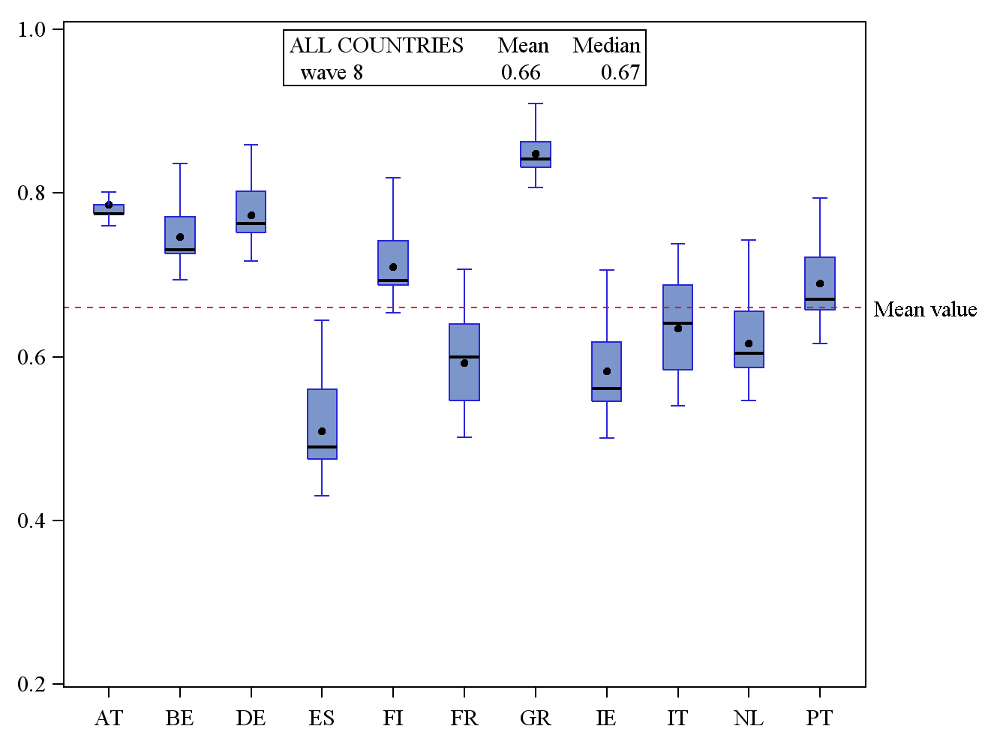 1.0
ALL COUNTRIES Mean Median
wave 8 0.66 0.67
0.8
Mean value
0.6
0.4
0.2
AT BE DE ES FI FR GR IE IT NL PT